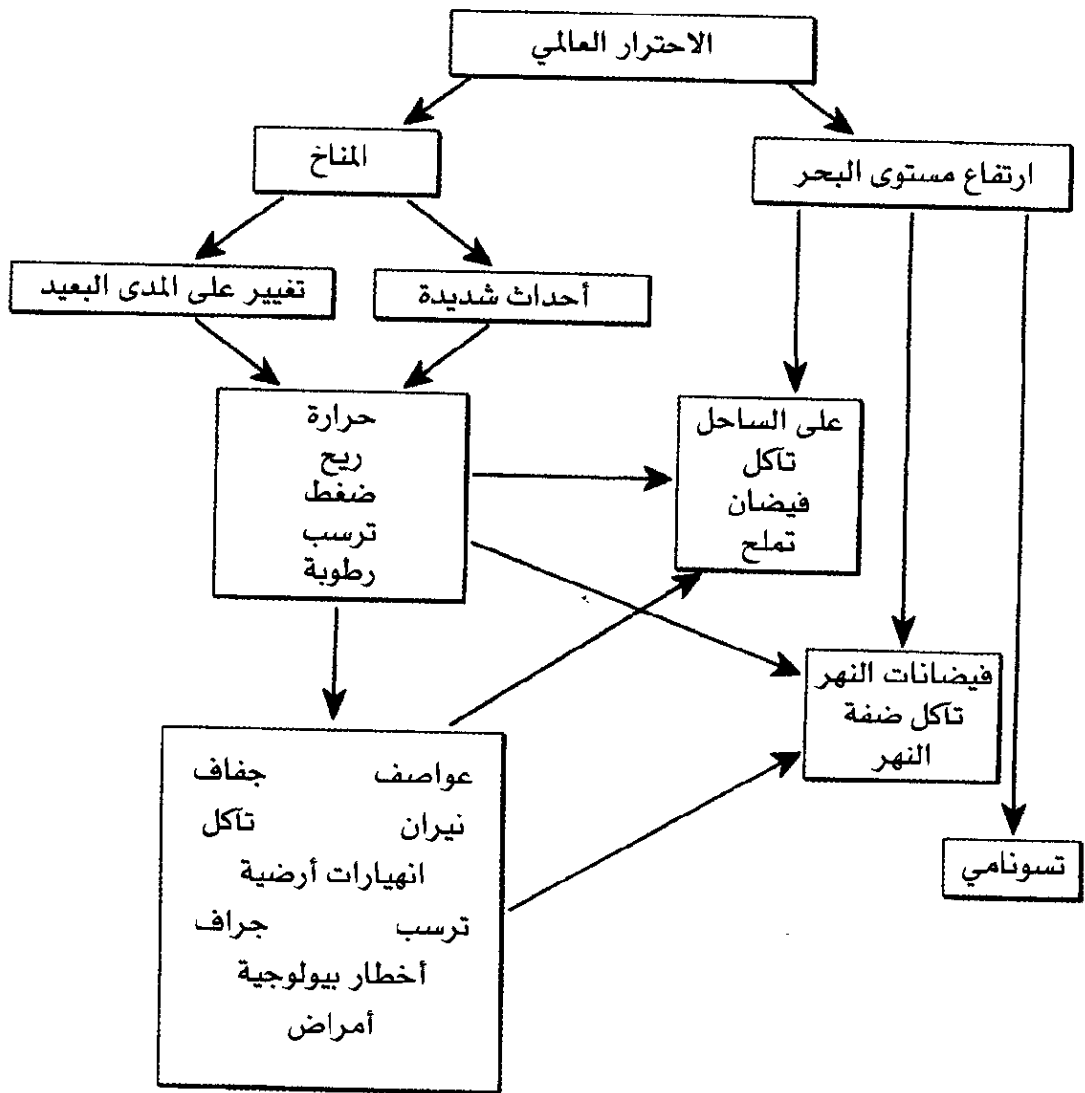 الاحترار العالمي
المناخ
ارتفاع مستوى البحر
أحداث شديدة
تغيير على المدى البعيد
حرارة
ريح
ضغط
ترسب
رطوبة
على الساحل
تآكل
فيضان
تملح
فيضانات النهر
تآكل ضفة
النهر
تسونامي
عواصف جفاف
نيران تآكل
انهيارات أرضية
ترسب جراف
أخطار بيولوجية
أمراض